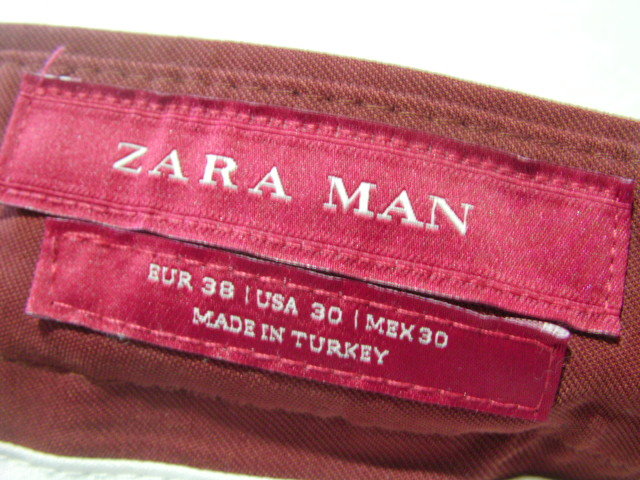 ZARA MAN
EUR 38 | USA 30 | MEX 30
MADE IN TURKEY